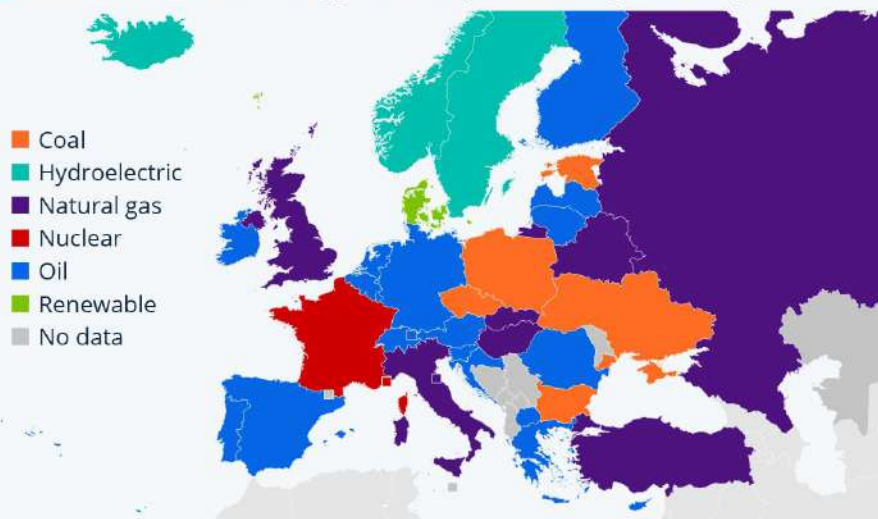 Coal
Hydroelectric
Natural gas
Nuclear
Oil
Renewable
No data